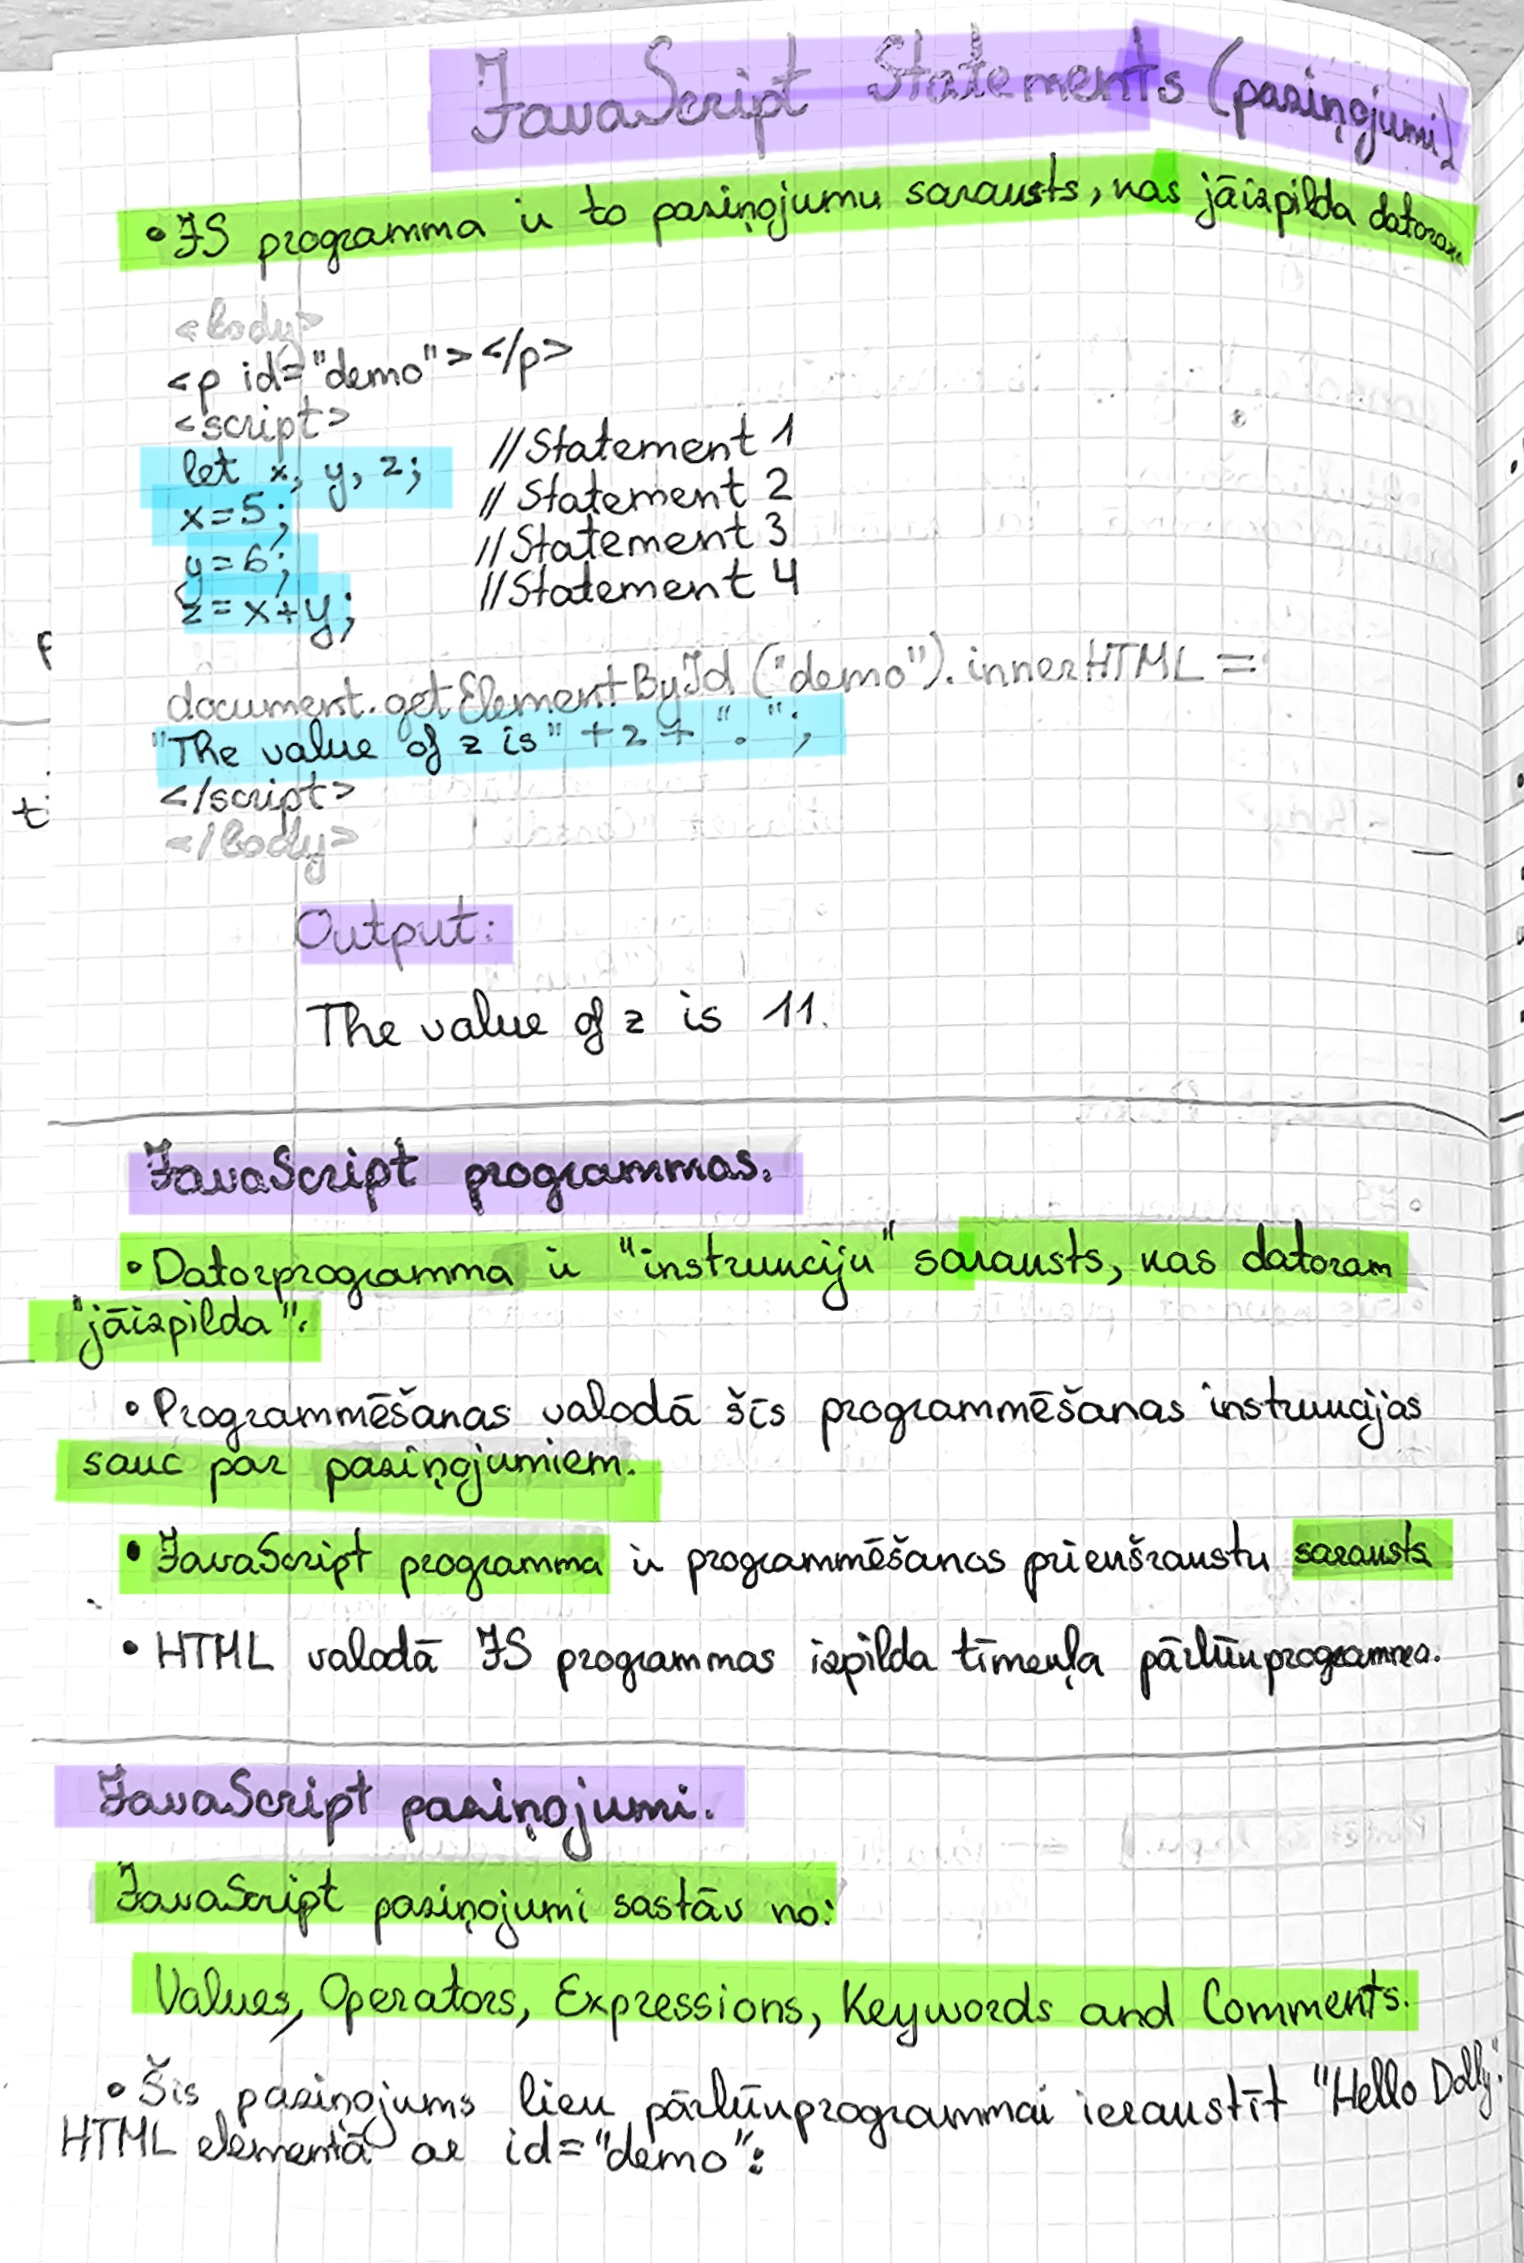 JavaScript Statements (paziņojumi)
• JS programma ir to paziņojumu saraksts, kas jāizpilda datoram
<body>
<p id="demo"></p>
<script>
let x, y, z; //Statement 1
x=5; //Statement 2
y=6; //Statement 3
z=x+y; //Statement 4
document.getElementById("demo").innerHTML =
"The value of z is" + z + ".";
</script>
</body>
Output:
The value of z is 11.
JavaScript programmas.
• Datorprogramma ir "instrukciju" saraksts, kas datoram
"jāizpilda".
• Programmēšanas valodā šīs programmēšanas instrukcijas
sauc par paziņojumiem.
• JavaScript programma ir programmēšanas priekšrakstu saraksts
• HTML valodā JS programmas izpilda tīmekļa pārlūkprogrammas.
JavaScript paziņojumi.
JavaScript paziņojumi sastāv no:
Values, Operators, Expressions, Keywords and Comments.
• Šis paziņojums liek pārlūkprogrammai ierakstīt "Hello Dolly."
HTML elementā ar id="demo":